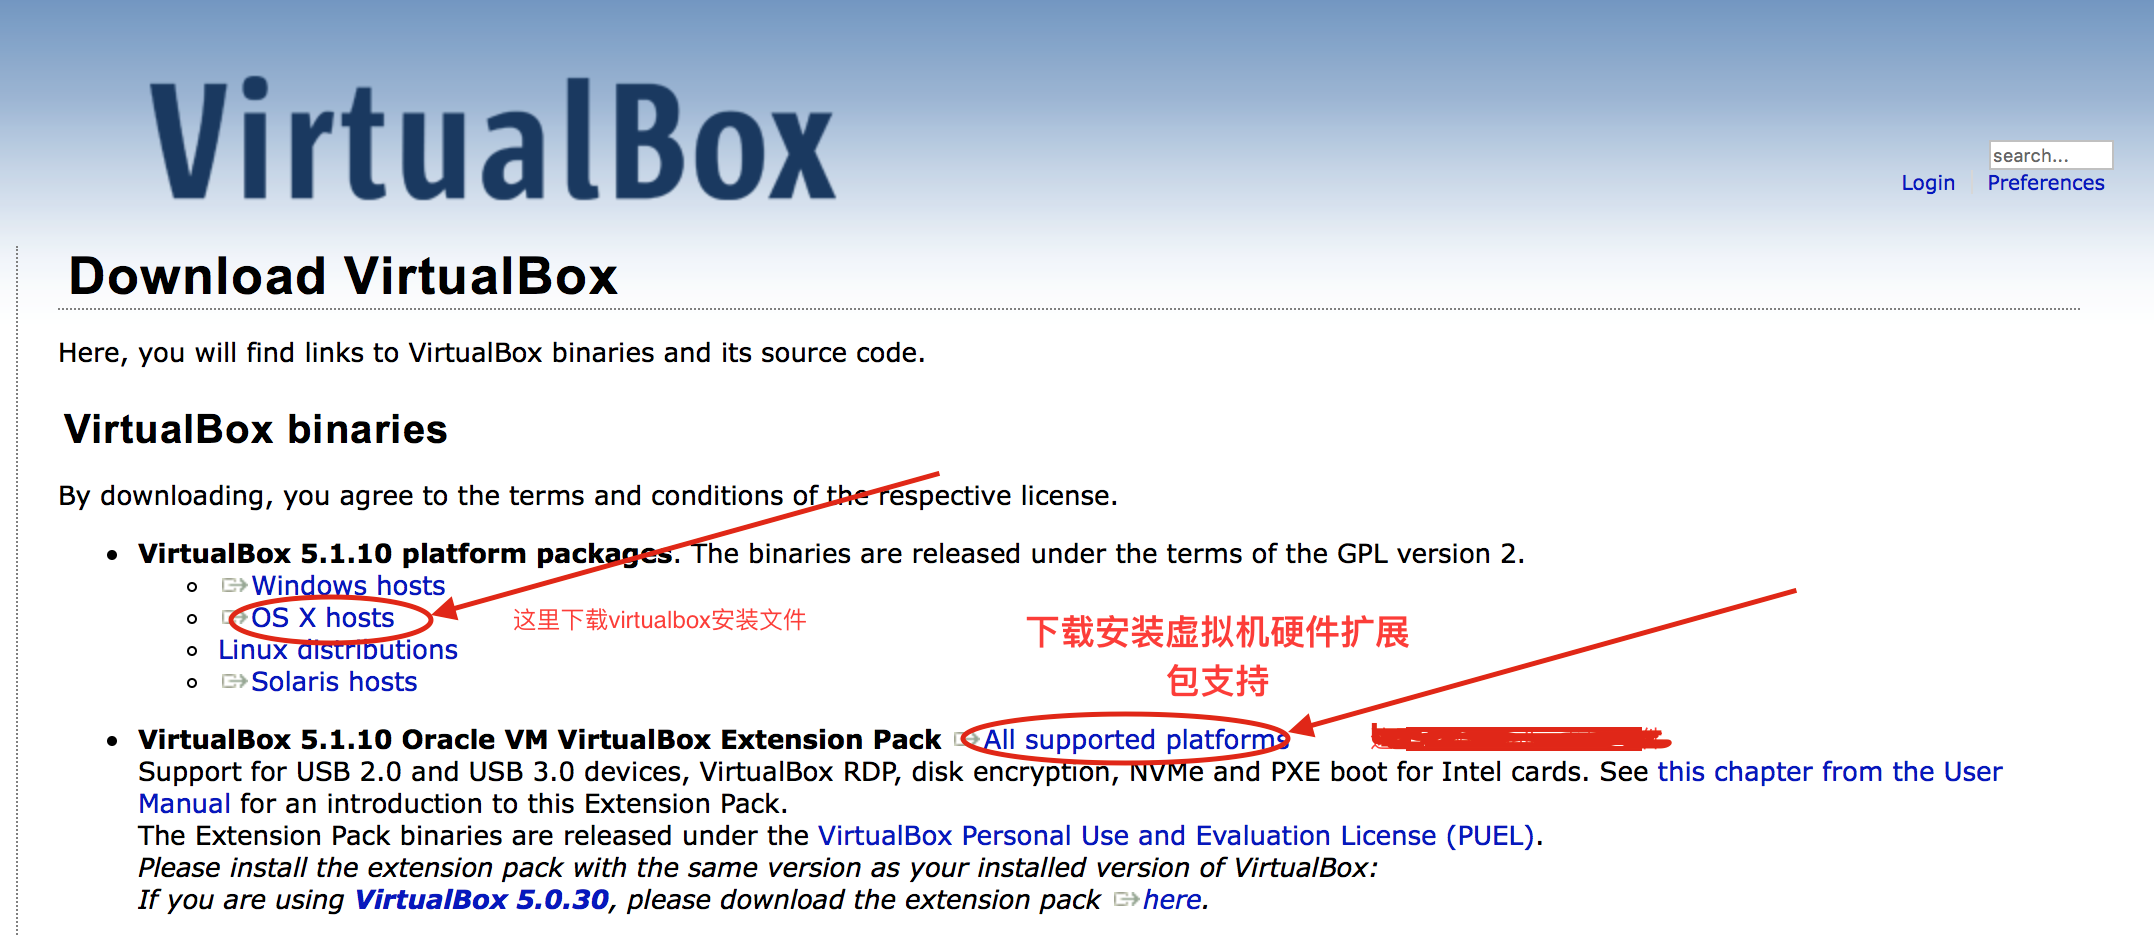 VirtualBox
search...
Login
Preferences
Download VirtualBox
Here, you will find links to VirtualBox binaries and its source code.
VirtualBox binaries
By downloading, you agree to the terms and conditions of the respective license.
VirtualBox 5.1.10 platform packages. The binaries are released under the terms of the GPL version 2.
Windows hosts
OS X hosts
这里下载virtualbox安装文件
Linux distributions
Solaris hosts
下载安装虚拟机硬件扩展
包支持
VirtualBox 5.1.10 Oracle VM VirtualBox Extension Pack All supported platforms
Support for USB 2.0 and USB 3.0 devices, VirtualBox RDP, disk encryption, NVMe and PXE boot for Intel cards. See this chapter from the User
Manual for an introduction to this Extension Pack.
The Extension Pack binaries are released under the VirtualBox Personal Use and Evaluation License (PUEL).
Please install the extension pack with the same version as your installed version of VirtualBox:
If you are using VirtualBox 5.0.30, please download the extension pack here.